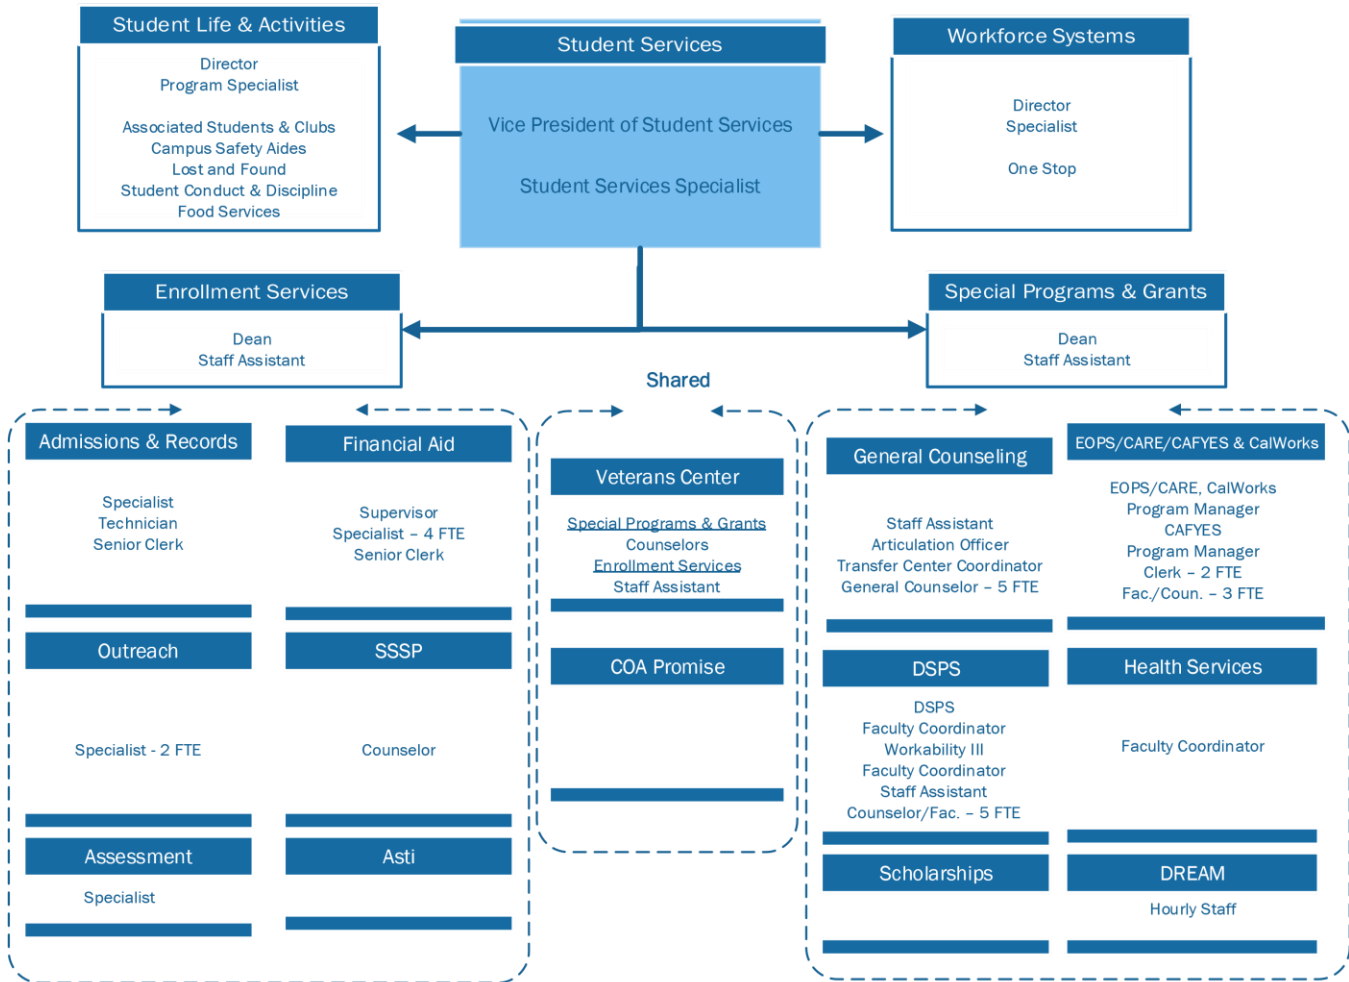 Student Life & Activities
Director
Program Specialist
Associated Students & Clubs
Campus Safety Aides
Lost and Found
Student Conduct & Discipline
Food Services
Student Services
Vice President of Student Services
Student Services Specialist
Workforce Systems
Director
Specialist
One Stop
Enrollment Services
Dean
Staff Assistant
Special Programs & Grants
Dean
Staff Assistant
Shared
Admissions & Records
Specialist
Technician
Senior Clerk
Financial Aid
Supervisor
Specialist – 4 FTE
Senior Clerk
Outreach
Specialist - 2 FTE
SSSP
Counselor
Assessment
Specialist
Asti
Veterans Center
Special Programs & Grants
Counselors
Enrollment Services
Staff Assistant
COA Promise
General Counseling
Staff Assistant
Articulation Officer
Transfer Center Coordinator
General Counselor – 5 FTE
EOPS/CARE/CAFYES & CalWorks
EOPS/CARE, CalWorks
Program Manager
CAFYES
Program Manager
Clerk – 2 FTE
Fac./Coun. – 3 FTE
DSPS
DSPS
Faculty Coordinator
Workability III
Faculty Coordinator
Staff Assistant
Counselor/Fac. – 5 FTE
Health Services
Faculty Coordinator
Scholarships
DREAM
Hourly Staff